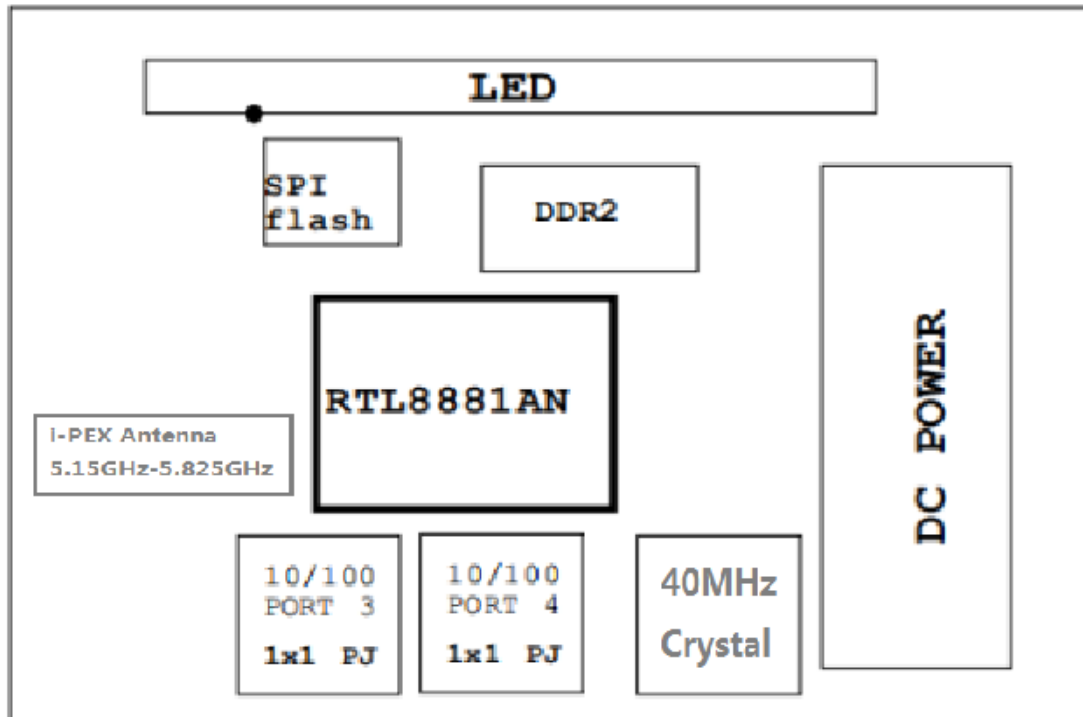 LED
SPI
flash
DDR2
RTL8881AN
i-PEX Antenna
5.15GHz-5.825GHz
DC POWER
10/100
PORT 3
1x1 PJ
10/100
PORT 4
1x1 PJ
40MHz
Crystal